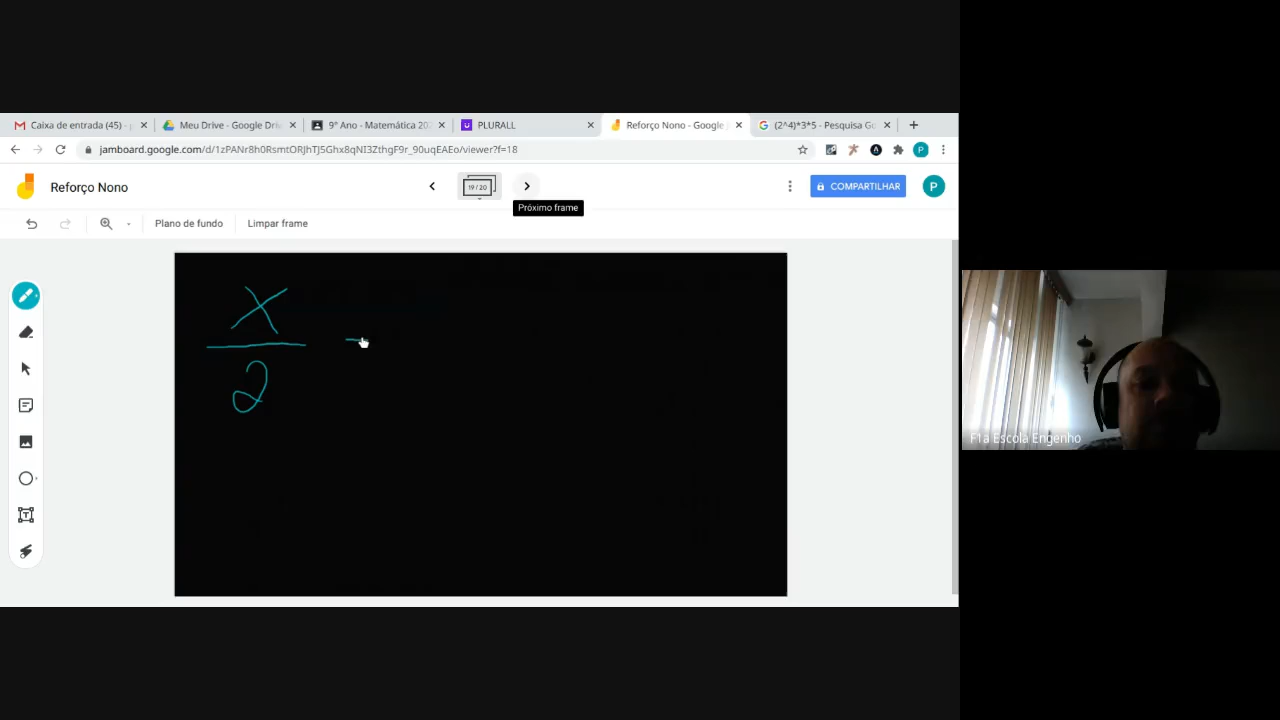 Caixa de entrada (45) -
Meu Drive - Google Dri
9º Ano - Matemática 202
PLURALL
Reforço Nono - Google
(2^4)*3*5 - Pesquisa Go
jamboard.google.com/d/1zPANr8h0RsmtORJhTJ5Ghx8qNI3ZthgF9r_90uqEAEo/viewer?f=18
P
Reforço Nono
19 / 20
COMPARTILHAR
P
Próximo frame
Plano de fundo
Limpar frame
x
2
-
F1a Escola Engenho